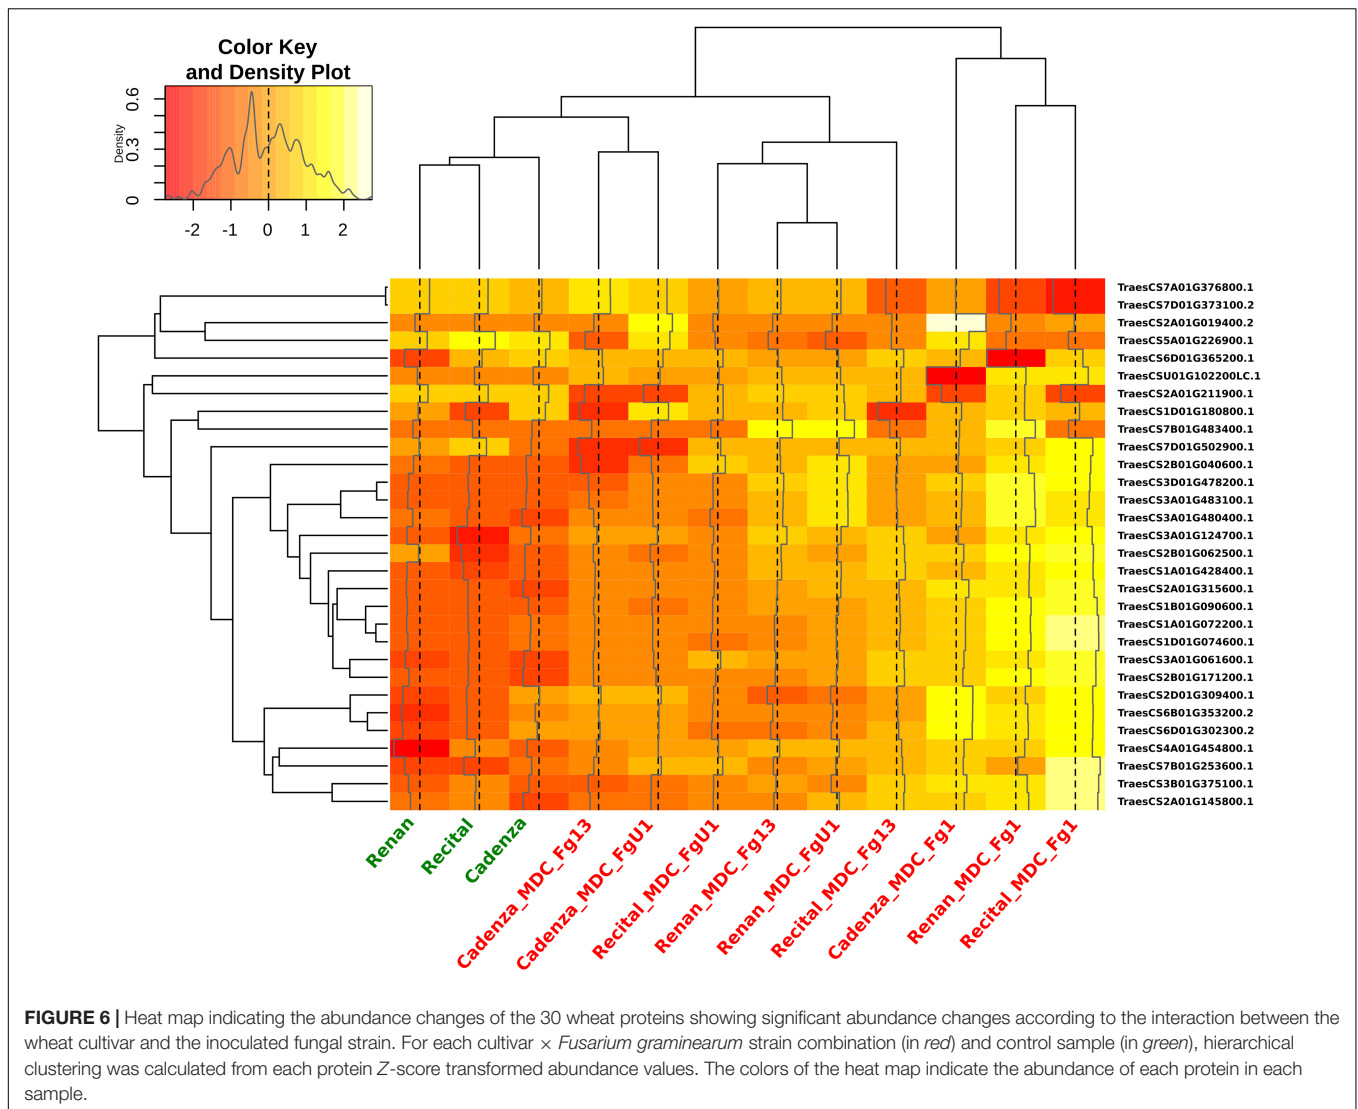 Color Key
and Density Plot
Density
0.6
0.3
0
-2 -1 0 1 2
TraesCS7A01G376800.1
TraesCS7D01G373100.2
TraesCS2A01G019400.2
TraesCS5A01G226900.1
TraesCS6D01G365200.1
TraesCSU01G102200LC.1
TraesCS2A01G211900.1
TraesCS1D01G180800.1
TraesCS7B01G483400.1
TraesCS7D01G502900.1
TraesCS2B01G040600.1
TraesCS3D01G478200.1
TraesCS3A01G483100.1
TraesCS3A01G480400.1
TraesCS3A01G124700.1
TraesCS2B01G062500.1
TraesCS1A01G428400.1
TraesCS2A01G315600.1
TraesCS1B01G090600.1
TraesCS1A01G072200.1
TraesCS1D01G074600.1
TraesCS3A01G061600.1
TraesCS2B01G171200.1
TraesCS2D01G309400.1
TraesCS6B01G353200.2
TraesCS6D01G302300.2
TraesCS4A01G454800.1
TraesCS7B01G253600.1
TraesCS3B01G375100.1
TraesCS2A01G145800.1
Renan
Recital
Cadenza
Cadenza_MDC_Fg13
Cadenza_MDC_FgU1
Recital_MDC_FgU1
Renan_MDC_Fg13
Renan_MDC_FgU1
Recital_MDC_Fg13
Cadenza_MDC_Fg1
Renan_MDC_Fg1
Recital_MDC_Fg1
FIGURE 6 | Heat map indicating the abundance changes of the 30 wheat proteins showing significant abundance changes according to the interaction between the
wheat cultivar and the inoculated fungal strain. For each cultivar × Fusarium graminearum strain combination (in red) and control sample (in green), hierarchical
clustering was calculated from each protein Z-score transformed abundance values. The colors of the heat map indicate the abundance of each protein in each
sample.